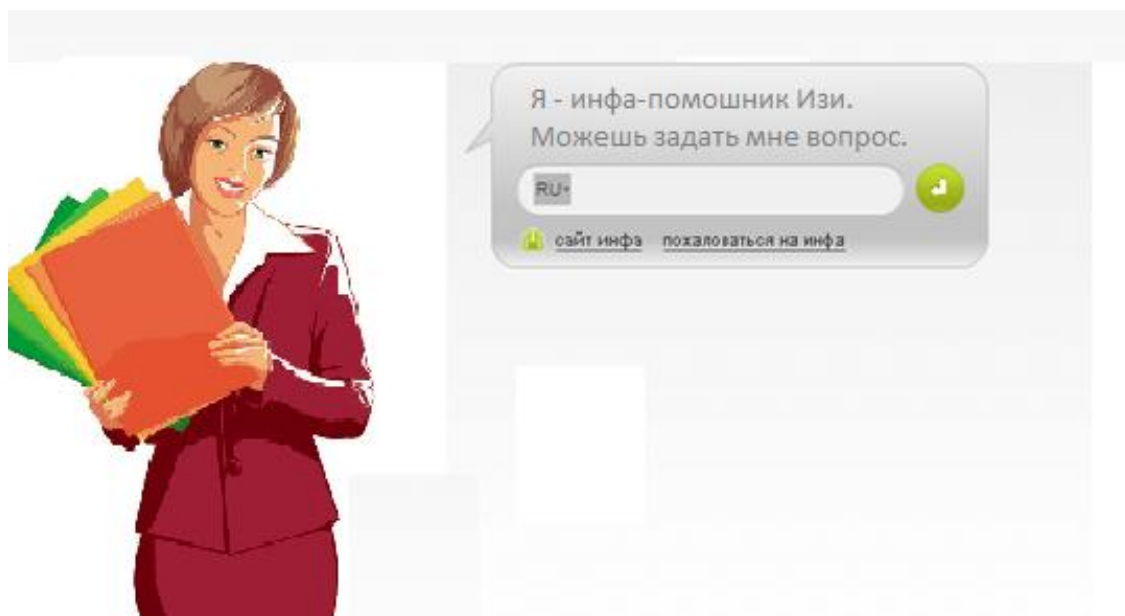 Я - инфа-помошник Изи.
Можешь задать мне вопрос.
RU-
сайт инфа пожаловаться на инфа